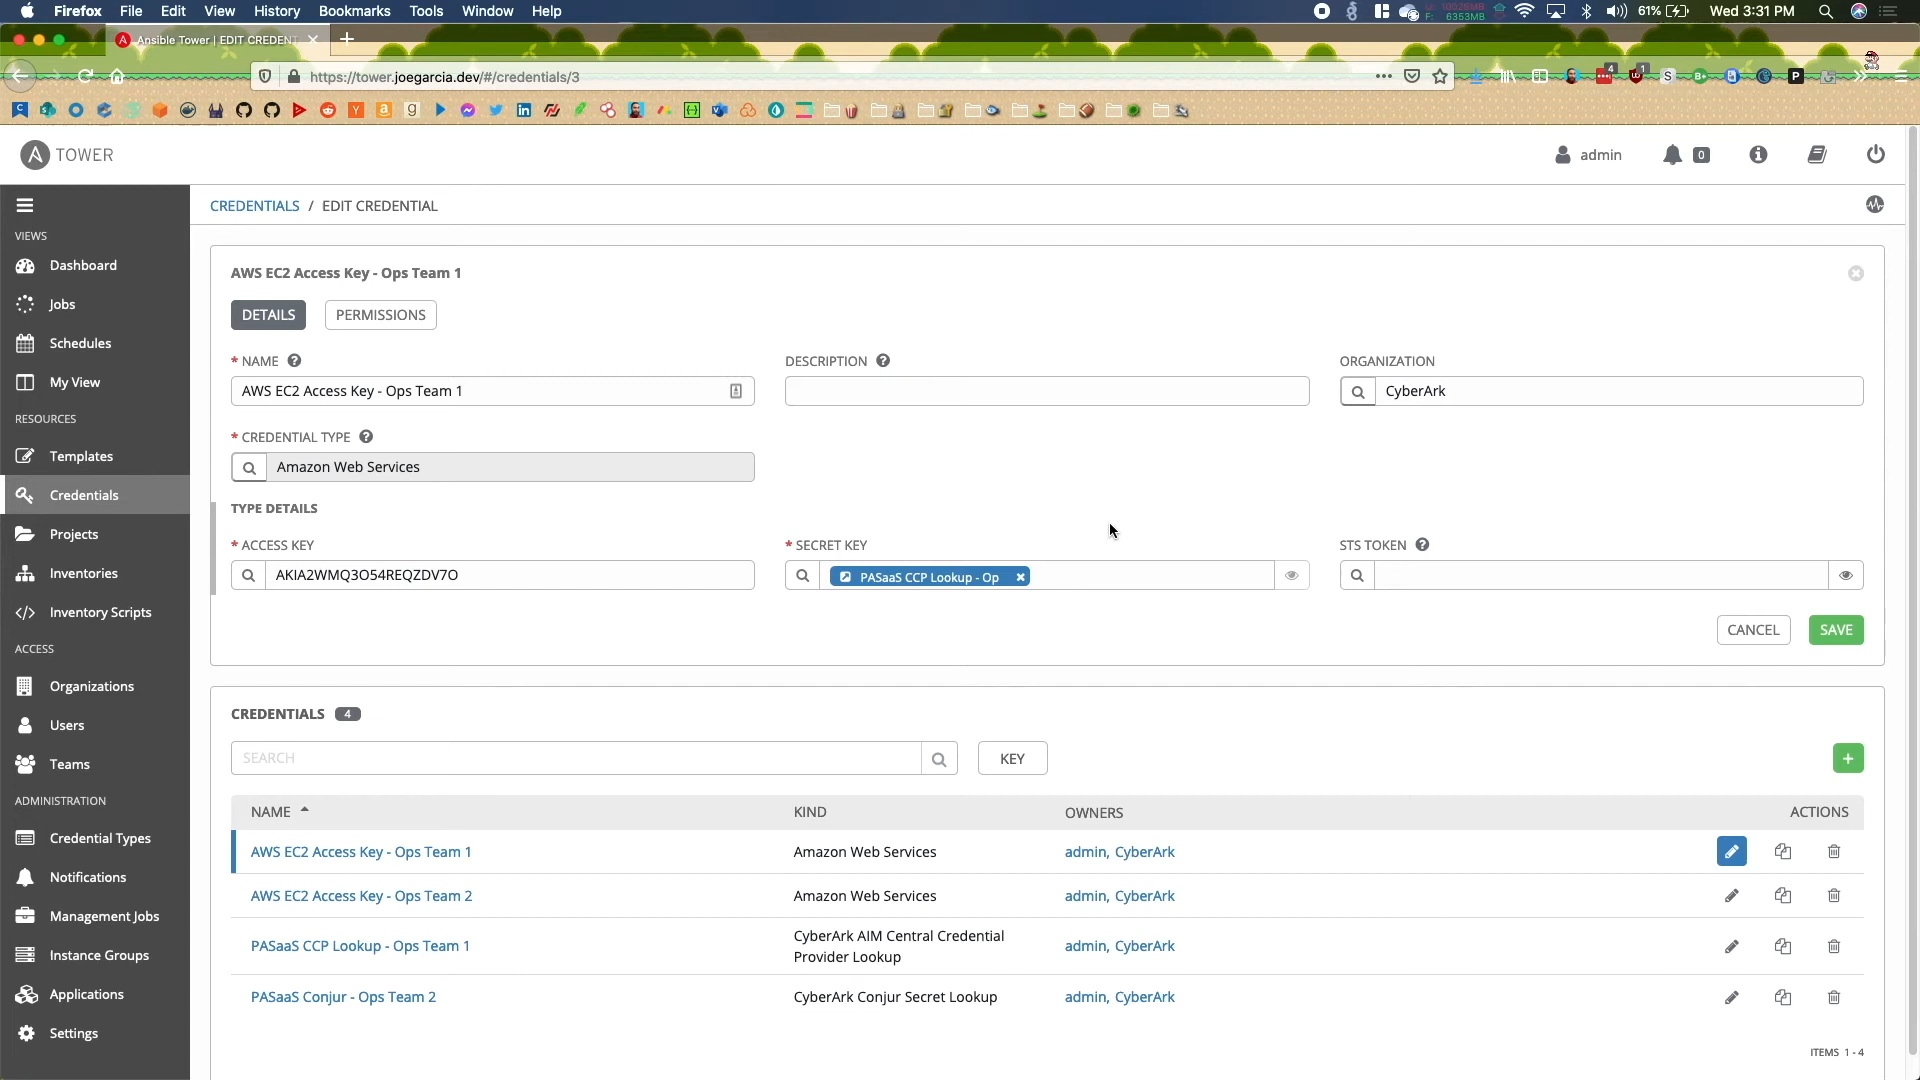 Firefox File Edit View History Bookmarks Tools Window Help
61% Wed 3:31 PM
Ansible Tower | EDIT CREDENT
https://tower.joegarcia.dev/#/credentials/3
TOWER
admin
0
CREDENTIALS / EDIT CREDENTIAL
VIEWS
Dashboard
Jobs
Schedules
My View
RESOURCES
Templates
Credentials
Projects
Inventories
Inventory Scripts
ACCESS
Organizations
Users
Teams
ADMINISTRATION
Credential Types
Notifications
Management Jobs
Instance Groups
Applications
Settings
AWS EC2 Access Key - Ops Team 1
DETAILS PERMISSIONS
* NAME
DESCRIPTION
ORGANIZATION
AWS EC2 Access Key - Ops Team 1
CyberArk
* CREDENTIAL TYPE
Amazon Web Services
TYPE DETAILS
* ACCESS KEY
* SECRET KEY
STS TOKEN
AKIA2WMQ3O54REQZDV7O
PASaaS CCP Lookup - Op
CANCEL SAVE
CREDENTIALS 4
SEARCH
KEY
NAME KIND OWNERS ACTIONS
AWS EC2 Access Key - Ops Team 1 Amazon Web Services admin, CyberArk
AWS EC2 Access Key - Ops Team 2 Amazon Web Services admin, CyberArk
PASaaS CCP Lookup - Ops Team 1 CyberArk AIM Central Credential Provider Lookup admin, CyberArk
PASaaS Conjur - Ops Team 2 CyberArk Conjur Secret Lookup admin, CyberArk
ITEMS 1 - 4